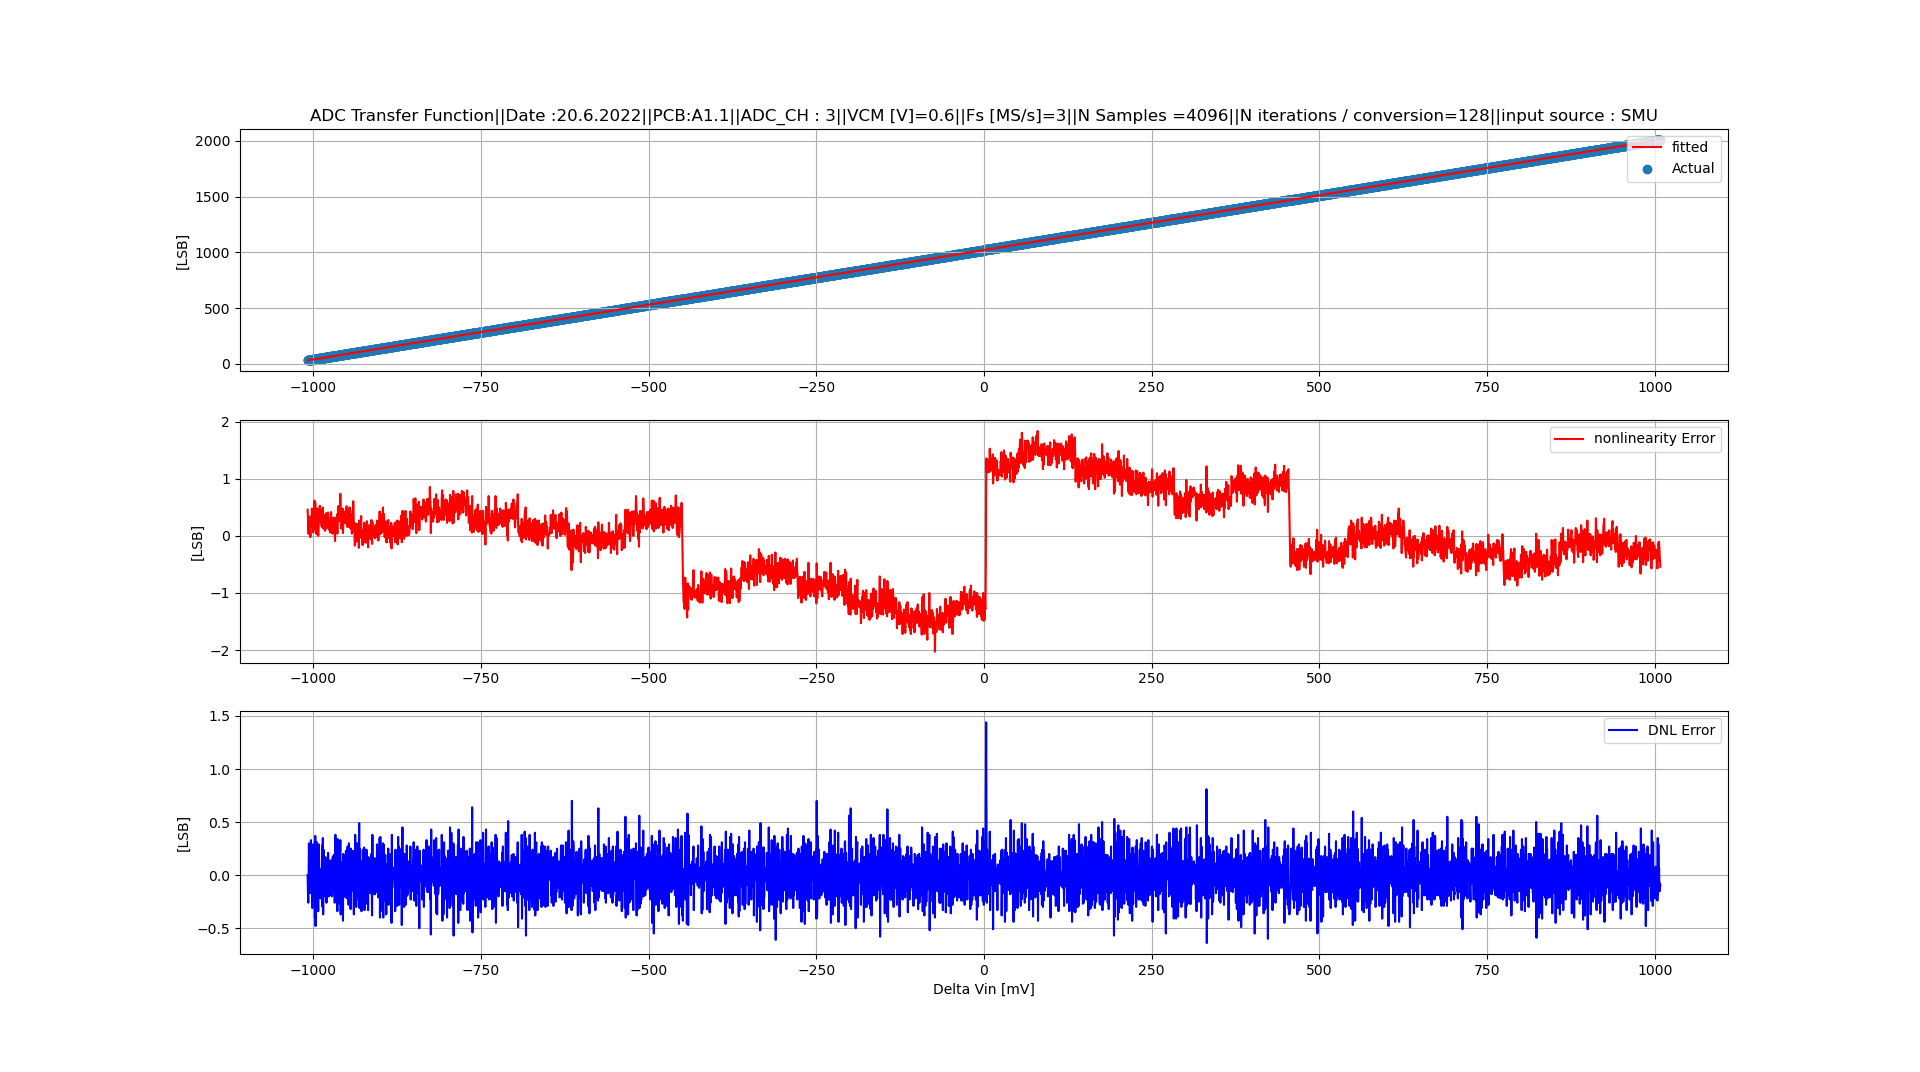 ADC Transfer Function||Date :20.6.2022||PCB:A1.1||ADC_CH : 3||VCM [V]=0.6||Fs [MS/s]=3||N Samples =4096||N iterations / conversion=128||input source : SMU
2000
1500
1000
500
0
[LSB]
fitted
Actual
−1000 −750 −500 −250 0 250 500 750 1000
2
1
0
−1
−2
[LSB]
nonlinearity Error
−1000 −750 −500 −250 0 250 500 750 1000
1.5
1.0
0.5
0.0
−0.5
[LSB]
DNL Error
−1000 −750 −500 −250 0 250 500 750 1000
Delta Vin [mV]